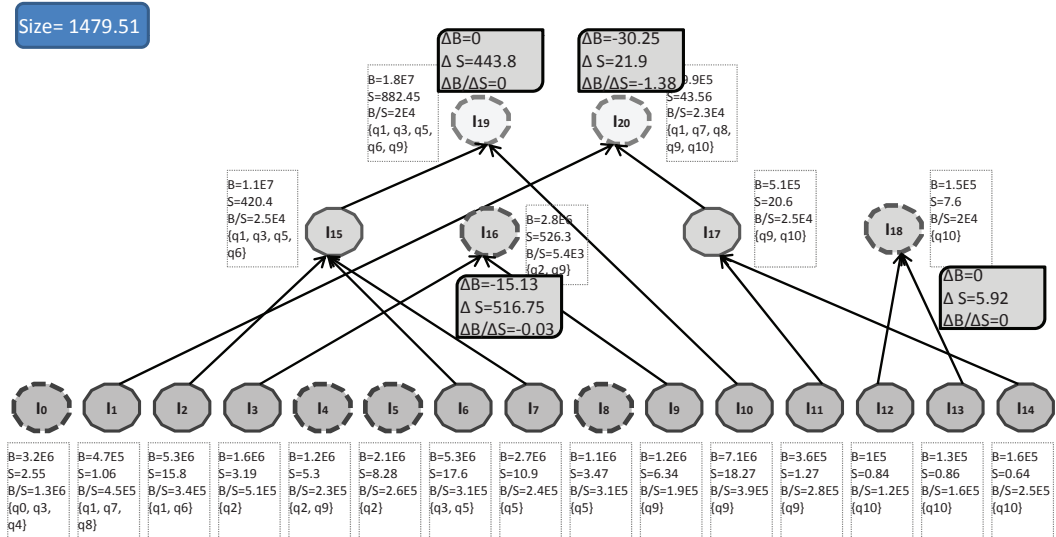 Size= 1479.51
ΔB=0
Δ S=443.8
ΔB/ΔS=0
ΔB=-30.25
Δ S=21.9
ΔB/ΔS=-1.38
B=1.8E7
S=882.45
B/S=2E4
{q1, q3, q5,
q6, q9}
I19
I20
9.9E5
S=43.56
B/S=2.3E4
{q1, q7, q8,
q9, q10}
B=1.1E7
S=420.4
B/S=2.5E4
{q1, q3, q5,
q6}
I15
I16
B=2.8E6
S=526.3
B/S=5.4E3
{q2, q9}
I17
B=5.1E5
S=20.6
B/S=2.5E4
{q9, q10}
I18
B=1.5E5
S=7.6
B/S=2E4
{q10}
ΔB=-15.13
Δ S=516.75
ΔB/ΔS=-0.03
ΔB=0
Δ S=5.92
ΔB/ΔS=0
I0
I1
I2
I3
I4
I5
I6
I7
I8
I9
I10
I11
I12
I13
I14
B=3.2E6
S=2.55
B/S=1.3E6
{q0, q3,
q4}
B=4.7E5
S=1.06
B/S=4.5E5
{q1, q7,
q8}
B=5.3E6
S=15.8
B/S=3.4E5
{q1, q6}
B=1.6E6
S=3.19
B/S=5.1E5
{q2}
B=1.2E6
S=5.3
B/S=2.3E5
{q2, q9}
B=2.1E6
S=8.28
B/S=2.6E5
{q2}
B=5.3E6
S=17.6
B/S=3.1E5
{q3, q5}
B=2.7E6
S=10.9
B/S=2.4E5
{q5}
B=1.1E6
S=3.47
B/S=3.1E5
{q5}
B=1.2E6
S=6.34
B/S=1.9E5
{q9}
B=7.1E6
S=18.27
B/S=3.9E5
{q9}
B=3.6E5
S=1.27
B/S=2.8E5
{q9}
B=1E5
S=0.84
B/S=1.2E5
{q10}
B=1.3E5
S=0.86
B/S=1.6E5
{q10}
B=1.6E5
S=0.64
B/S=2.5E5
{q10}